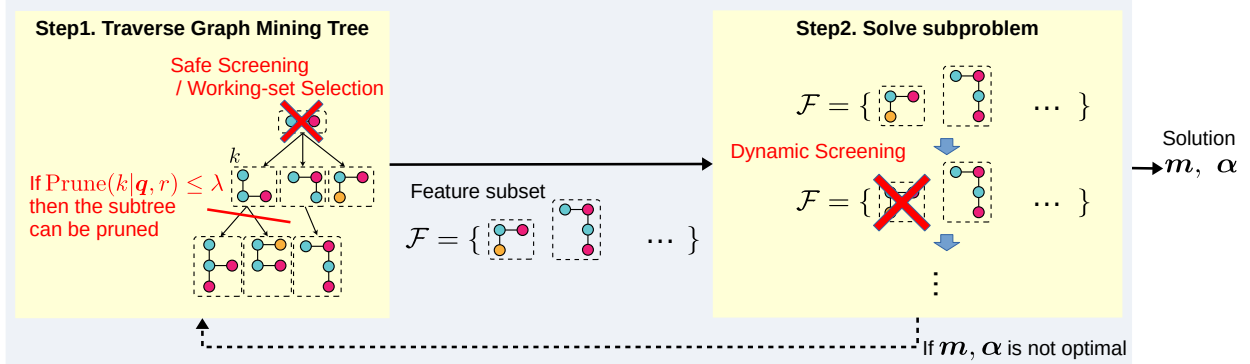 Step1. Traverse Graph Mining Tree
Safe Screening
/ Working-set Selection
k
If Prune(k|q, r) ≤ λ
then the subtree
can be pruned
Feature subset
ℱ = { ⋯ }
Step2. Solve subproblem
ℱ = { ⋯ }
Dynamic Screening
ℱ = { ⋯ }
⋮
If m, α is not optimal
Solution
m, α